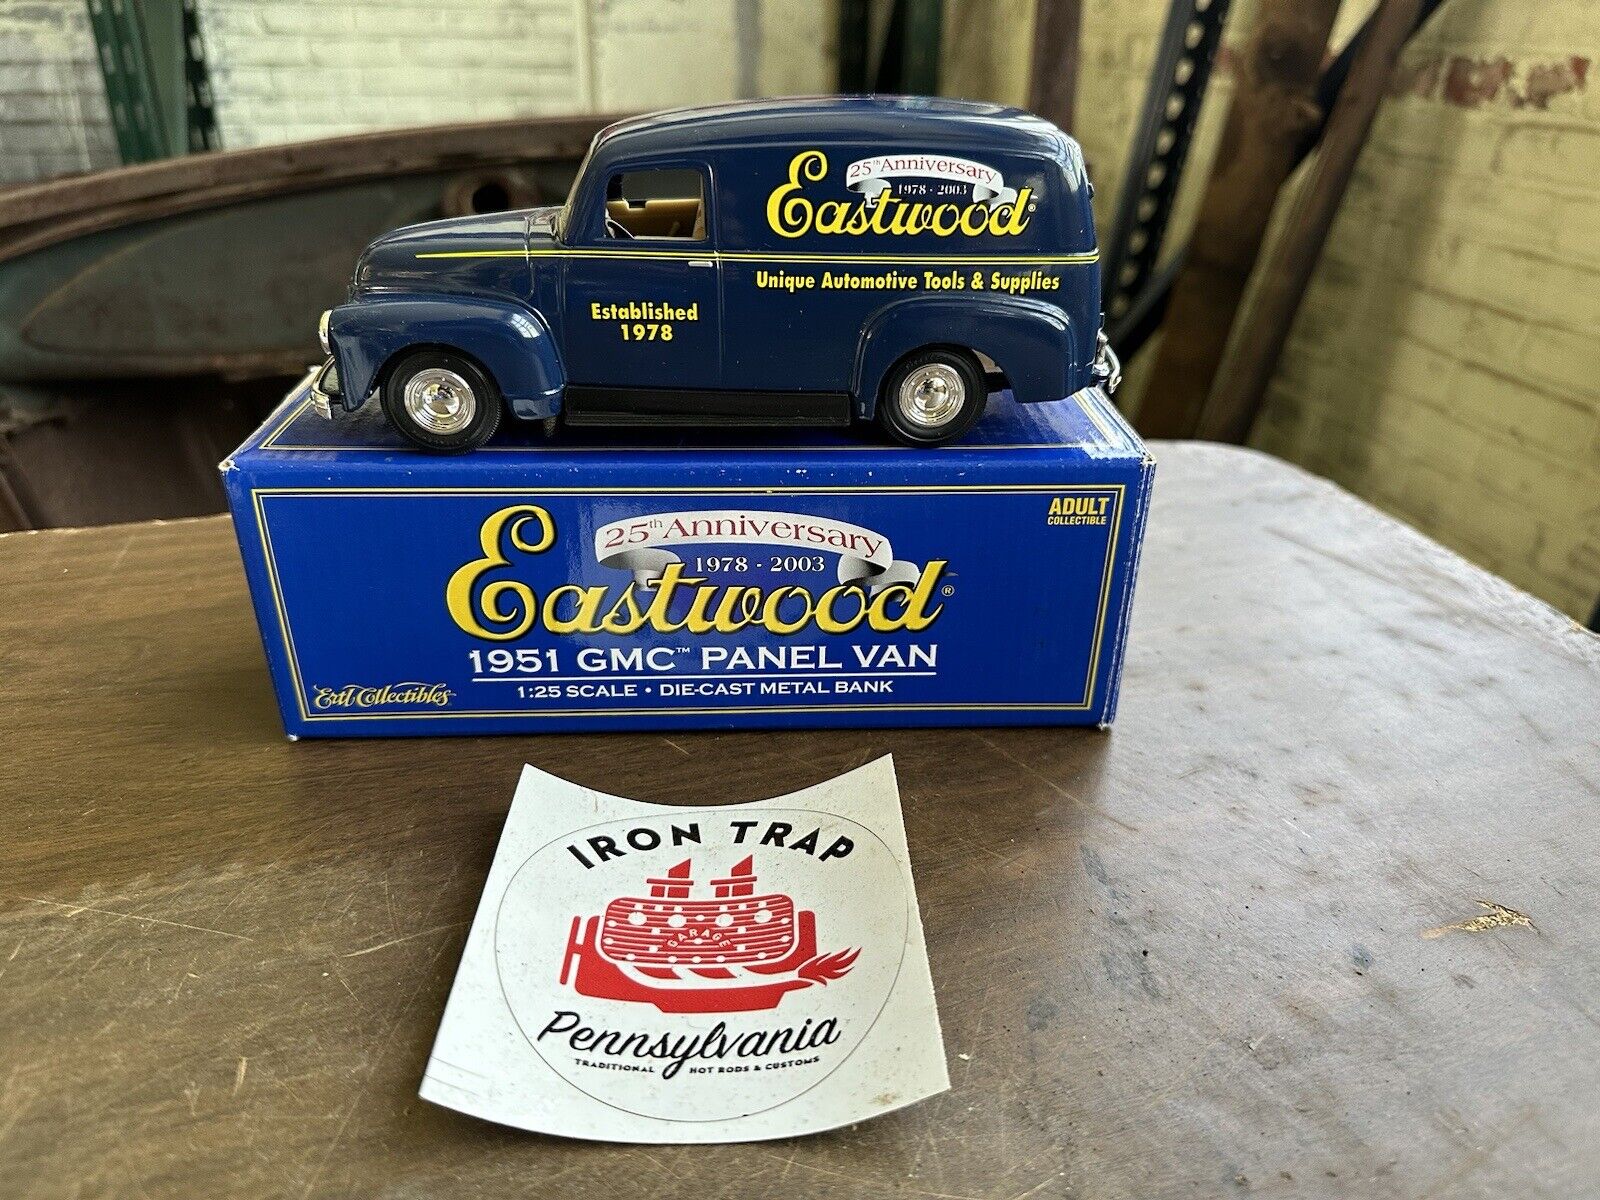 25th Anniversary
1978 - 2003
Eastwood®
Unique Automotive Tools & Supplies
Established
1978
ADULT
COLLECTIBLE
25th Anniversary
1978 - 2003
Eastwood®
1951 GMC™ PANEL VAN
1:25 SCALE • DIE-CAST METAL BANK
Ertl Collectibles
IRON TRAP
GARAGE
Pennsylvania
TRADITIONAL HOT RODS & CUSTOMS